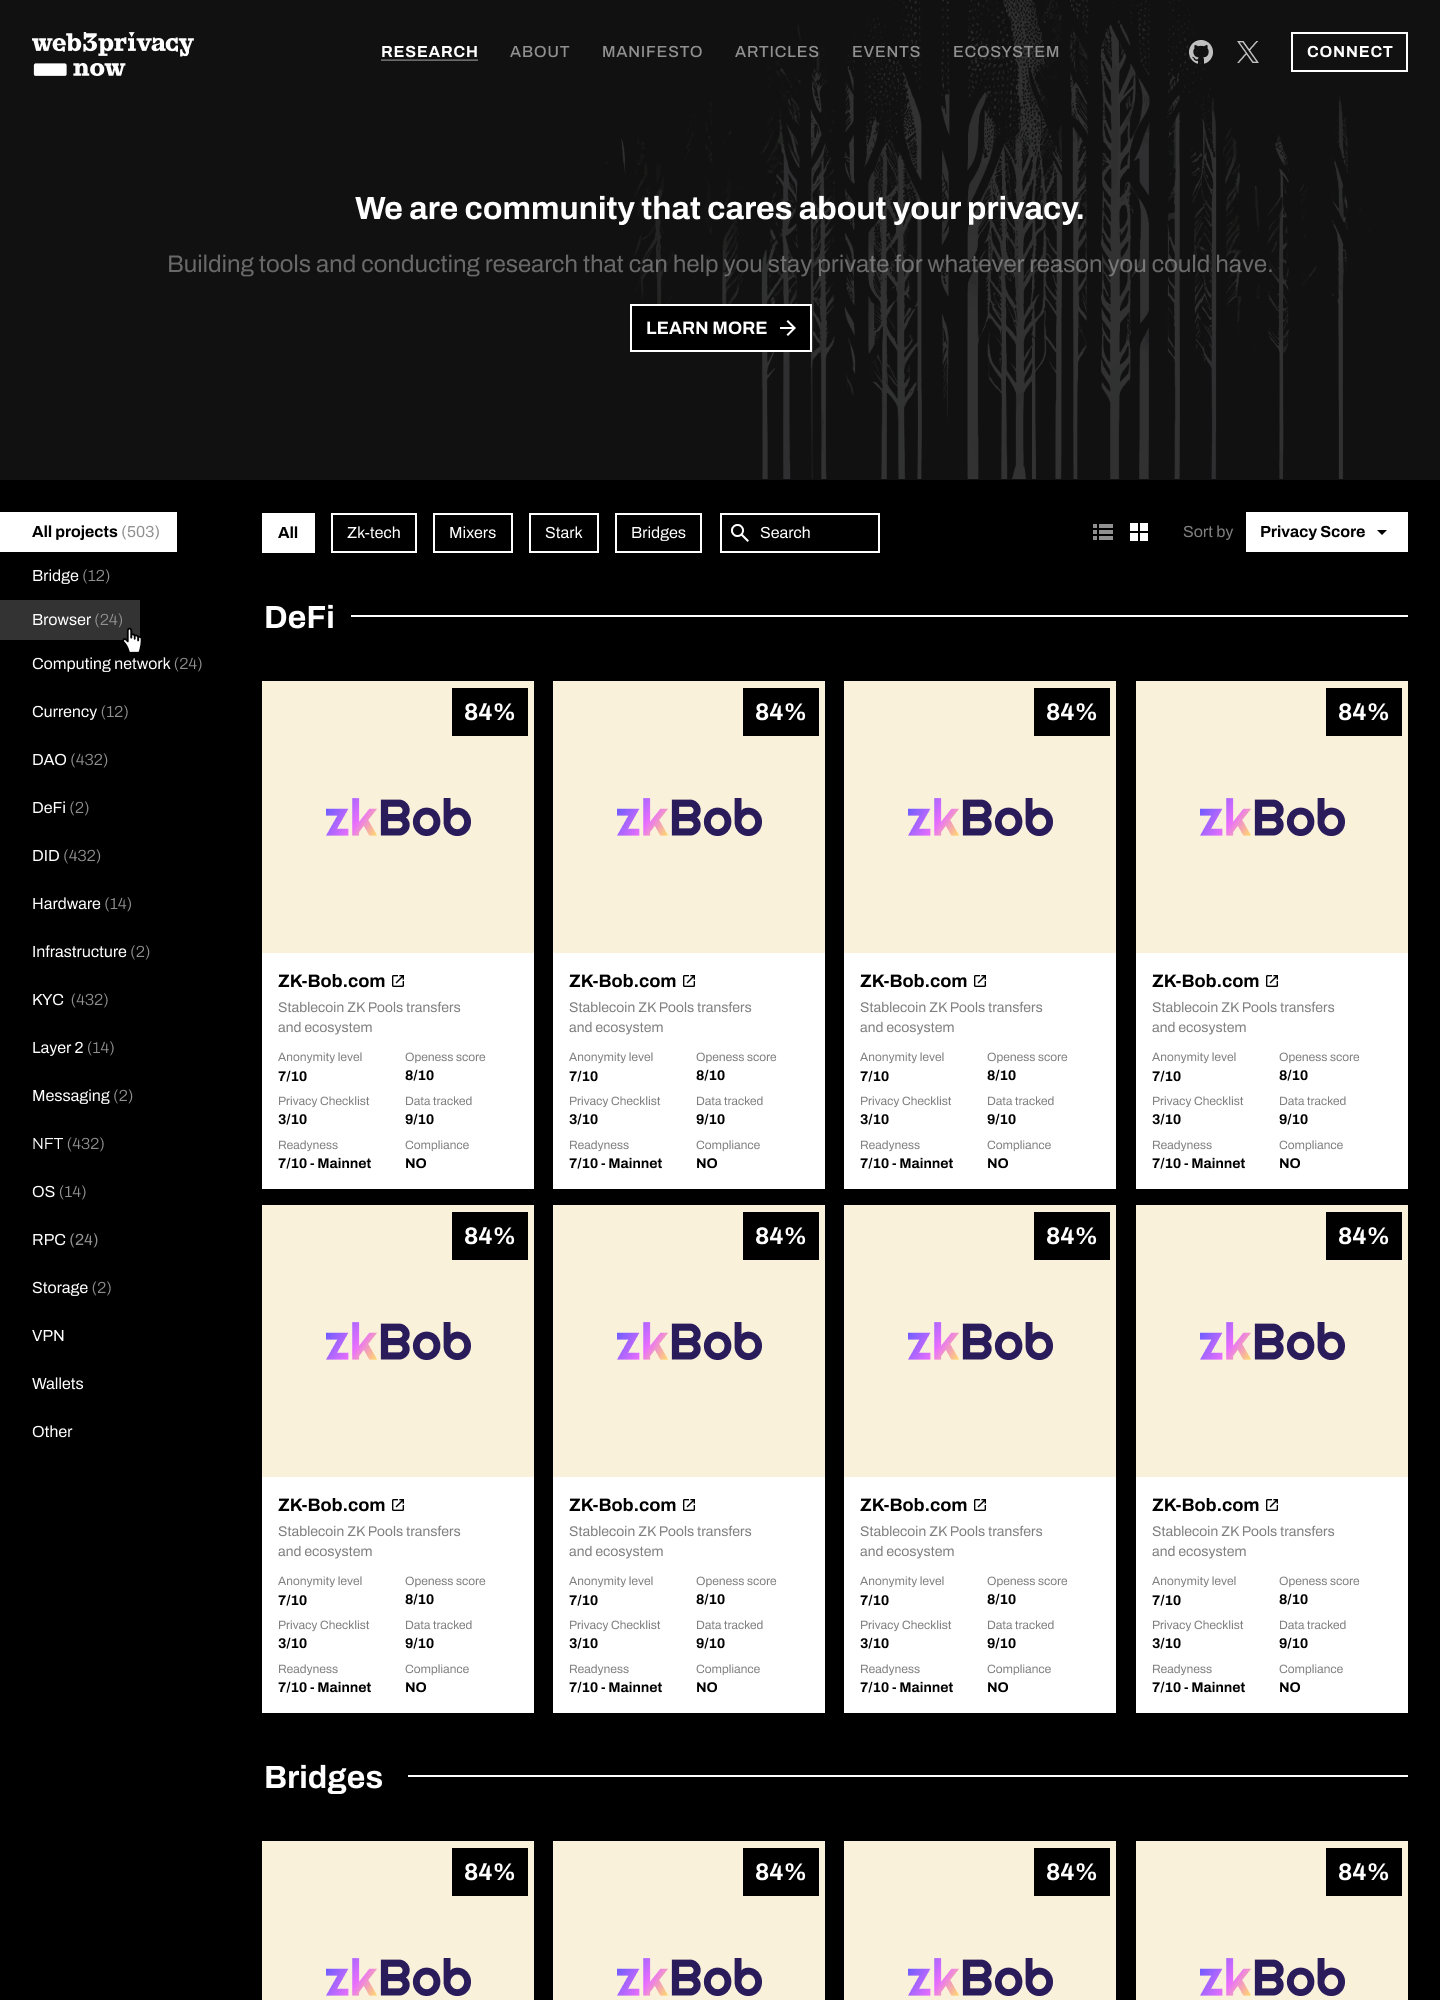 web3privacy
now
RESEARCH ABOUT MANIFESTO ARTICLES EVENTS ECOSYSTEM
CONNECT
We are community that cares about your privacy.
Building tools and conducting research that can help you stay private for whatever reason you could have.
LEARN MORE
All projects (503)
Bridge (12)
Browser (24)
Computing network (24)
Currency (12)
DAO (432)
DeFi (2)
DID (432)
Hardware (14)
Infrastructure (2)
KYC (432)
Layer 2 (14)
Messaging (2)
NFT (432)
OS (14)
RPC (24)
Storage (2)
VPN
Wallets
Other
All Zk-tech Mixers Stark Bridges Search
Sort by Privacy Score
DeFi
84% 84% 84% 84%
zkBob zkBob zkBob zkBob
ZK-Bob.com ZK-Bob.com ZK-Bob.com ZK-Bob.com
Stablecoin ZK Pools transfers Stablecoin ZK Pools transfers Stablecoin ZK Pools transfers Stablecoin ZK Pools transfers
and ecosystem and ecosystem and ecosystem and ecosystem
Anonymity level Openess score Anonymity level Openess score Anonymity level Openess score Anonymity level Openess score
7/10 8/10 7/10 8/10 7/10 8/10 7/10 8/10
Privacy Checklist Data tracked Privacy Checklist Data tracked Privacy Checklist Data tracked Privacy Checklist Data tracked
3/10 9/10 3/10 9/10 3/10 9/10 3/10 9/10
Readyness Compliance Readyness Compliance Readyness Compliance Readyness Compliance
7/10 - Mainnet NO 7/10 - Mainnet NO 7/10 - Mainnet NO 7/10 - Mainnet NO
84% 84% 84% 84%
zkBob zkBob zkBob zkBob
ZK-Bob.com ZK-Bob.com ZK-Bob.com ZK-Bob.com
Stablecoin ZK Pools transfers Stablecoin ZK Pools transfers Stablecoin ZK Pools transfers Stablecoin ZK Pools transfers
and ecosystem and ecosystem and ecosystem and ecosystem
Anonymity level Openess score Anonymity level Openess score Anonymity level Openess score Anonymity level Openess score
7/10 8/10 7/10 8/10 7/10 8/10 7/10 8/10
Privacy Checklist Data tracked Privacy Checklist Data tracked Privacy Checklist Data tracked Privacy Checklist Data tracked
3/10 9/10 3/10 9/10 3/10 9/10 3/10 9/10
Readyness Compliance Readyness Compliance Readyness Compliance Readyness Compliance
7/10 - Mainnet NO 7/10 - Mainnet NO 7/10 - Mainnet NO 7/10 - Mainnet NO
Bridges
84% 84% 84% 84%
zkBob zkBob zkBob zkBob